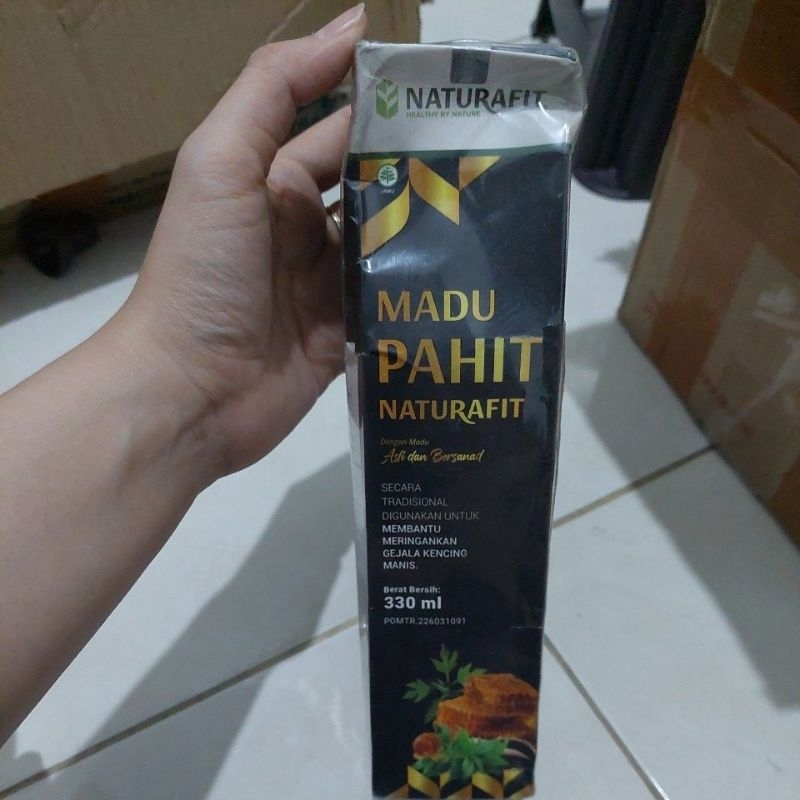 NATURAFIT
HEALTHY BY NATURE
JAMU
MADU
PAHIT
NATURAFIT
Dengan Madu
Asli dan Bersanad
SECARA
TRADISIONAL
DIGUNAKAN UNTUK
MEMBANTU
MERINGANKAN
GEJALA KENCING
MANIS.
Berat Bersih:
330 ml
POMTR.226031091